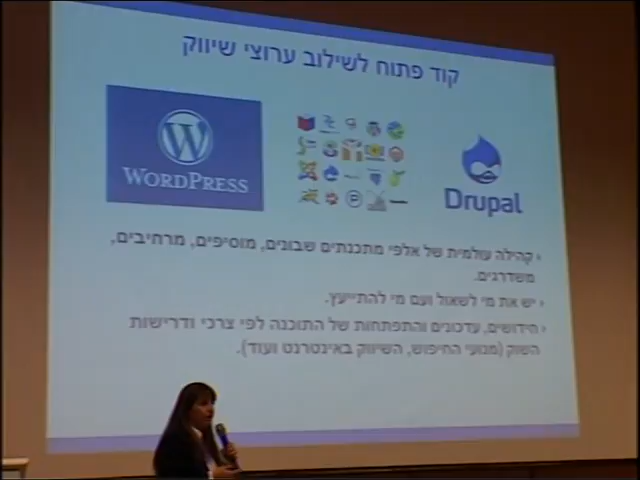 קוד פתוח לשילוב ערוצי שיווק
WORDPRESS
Drupal
קהילה עולמית של אלפי מתכנתים שבונים, מוסיפים, מרחיבים,
משדרגים.
יש את מי לשאול ועם מי להתייעץ.
חידושים, עדכונים והתפתחות של התוכנה לפי צרכי ודרישות
השוק (מנועי החיפוש, השיווק באינטרנט ועוד).